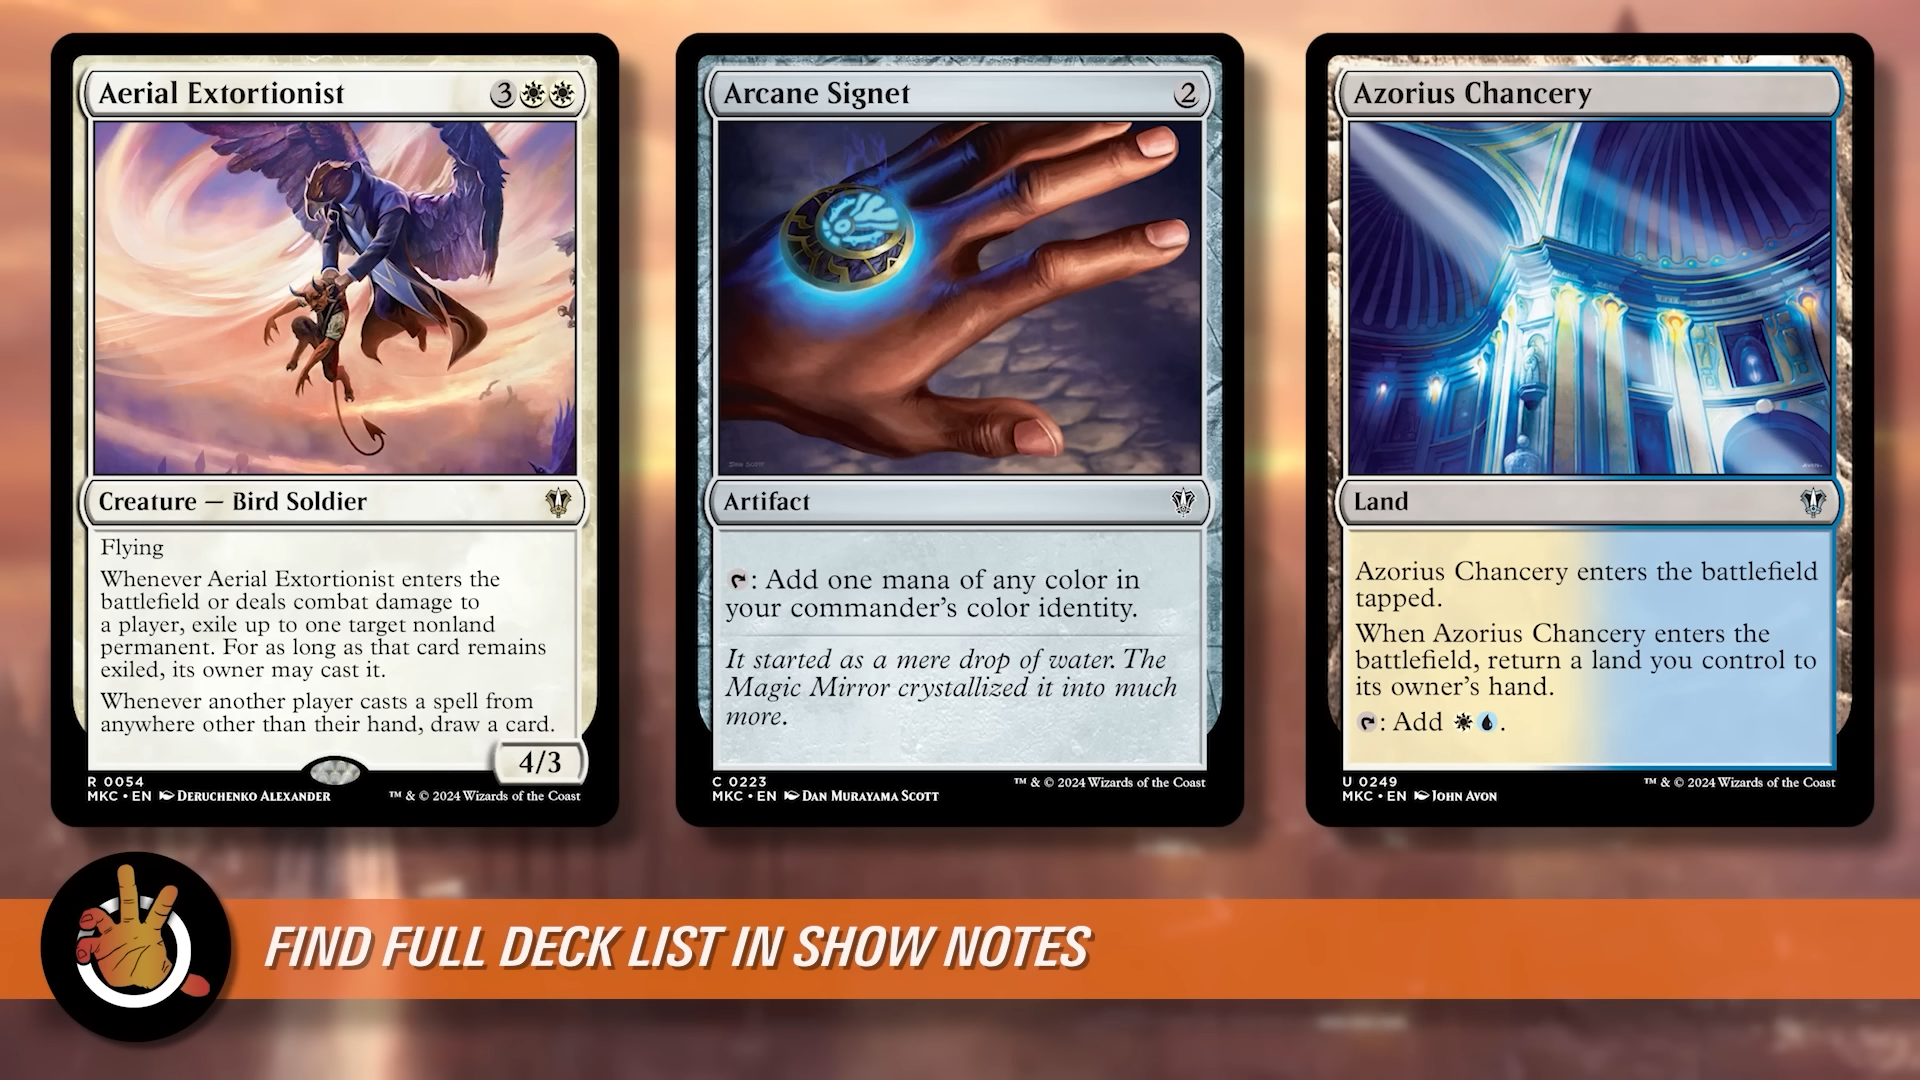 Aerial Extortionist 3
Creature — Bird Soldier
Flying
Whenever Aerial Extortionist enters the
battlefield or deals combat damage to
a player, exile up to one target nonland
permanent. For as long as that card remains
exiled, its owner may cast it.
Whenever another player casts a spell from
anywhere other than their hand, draw a card.
4/3
R 0054
MKC • EN DERUCHENKO ALEXANDER
™ & © 2024 Wizards of the Coast
Arcane Signet 2
Artifact
: Add one mana of any color in
your commander's color identity.
It started as a mere drop of water. The
Magic Mirror crystallized it into much
more.
C 0223
MKC • EN DAN MURAYAMA SCOTT
™ & © 2024 Wizards of the Coast
Azorius Chancery
Land
Azorius Chancery enters the battlefield
tapped.
When Azorius Chancery enters the
battlefield, return a land you control to
its owner's hand.
: Add .
U 0249
MKC • EN JOHN AVON
™ & © 2024 Wizards of the Coast
FIND FULL DECK LIST IN SHOW NOTES